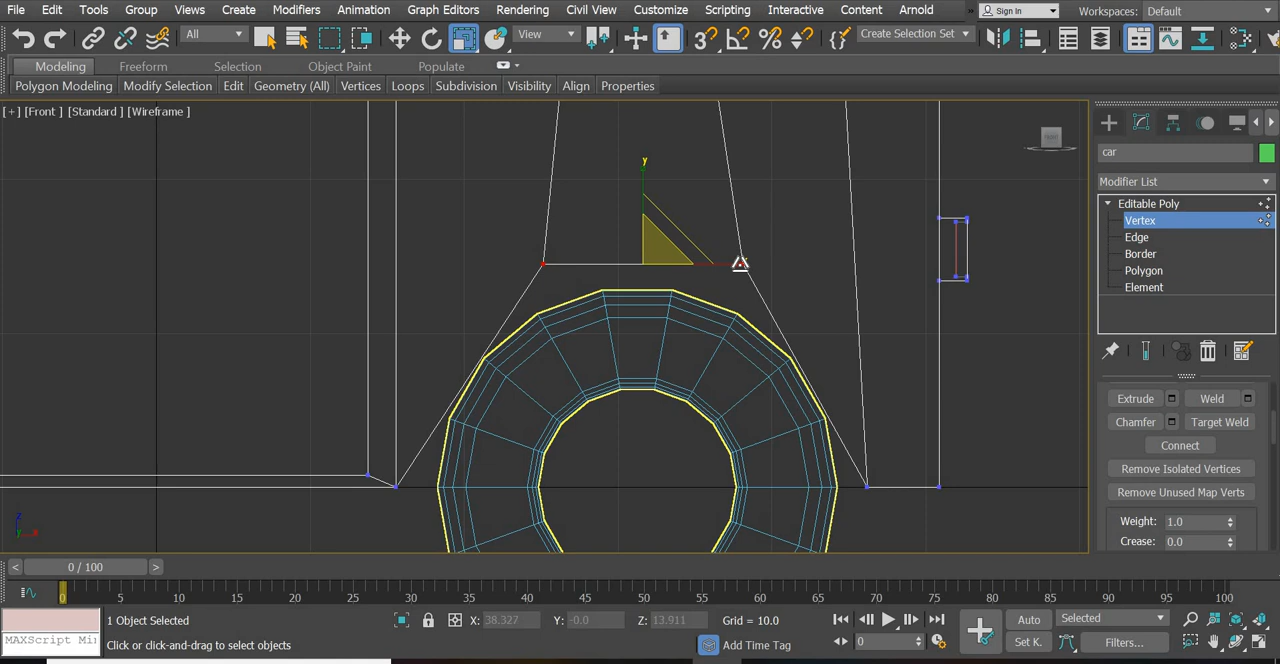 File Edit Tools Group Views Create Modifiers Animation Graph Editors Rendering Civil View Customize Scripting Interactive Content Arnold » Sign In Workspaces: Default
All View Create Selection Set
Modeling Freeform Selection Object Paint Populate
Polygon Modeling Modify Selection Edit Geometry (All) Vertices Loops Subdivision Visibility Align Properties
[+] [Front ] [Standard ] [Wireframe ]
car
Modifier List
y
Editable Poly
Vertex
Edge
Border
Polygon
Element
Extrude Weld
Chamfer Target Weld
Connect
Remove Isolated Vertices
Remove Unused Map Verts
z
Weight: 1.0
y x
Crease: 0.0
< 0 / 100 >
0 5 10 15 20 25 30 35 40 45 50 55 60 65 70 75 80 85 90 95 100
1 Object Selected X: 38.327 Y: -0.0 Z: 13.911 Grid = 10.0 Auto Selected
MAXScript Min Click or click-and-drag to select objects Add Time Tag 0 Set K. Filters...